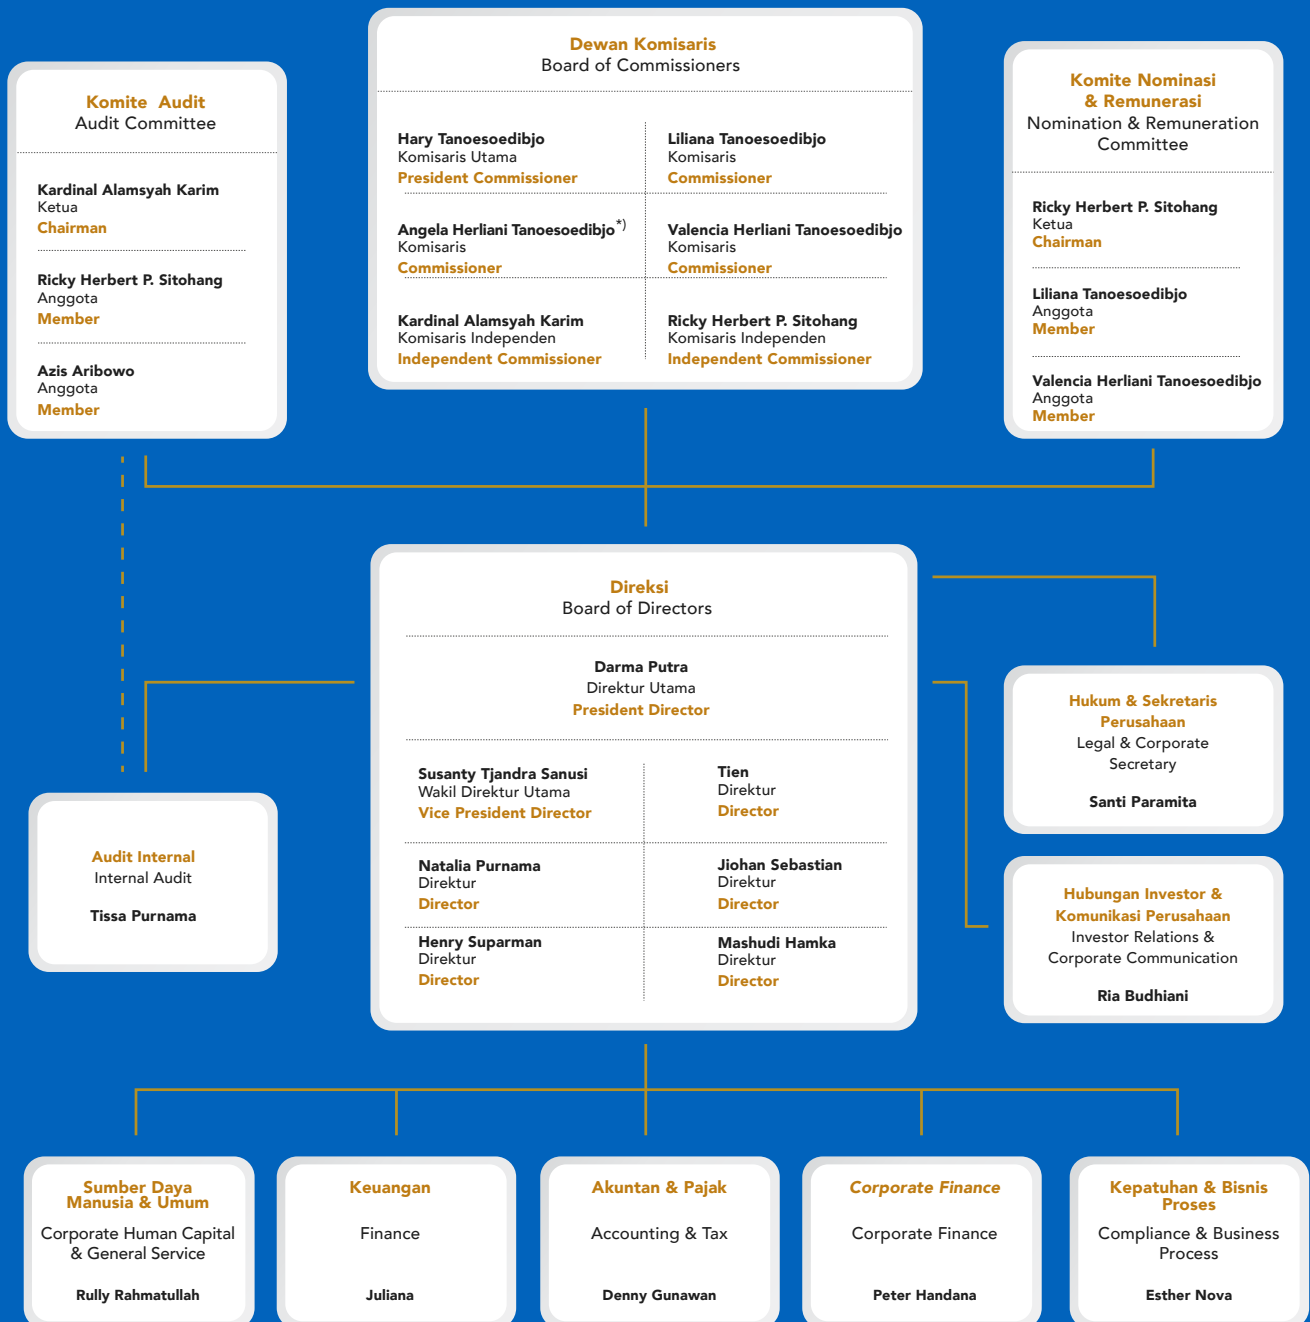 Dewan Komisaris
Board of Commissioners
Hary Tanoesoedibjo
Komisaris Utama
President Commissioner
Liliana Tanoesoedibjo
Komisaris
Commissioner
Angela Herliani Tanoesoedibjo*)
Komisaris
Commissioner
Valencia Herliani Tanoesoedibjo
Komisaris
Commissioner
Kardinal Alamsyah Karim
Komisaris Independen
Independent Commissioner
Ricky Herbert P. Sitohang
Komisaris Independen
Independent Commissioner
Komite Audit
Audit Committee
Kardinal Alamsyah Karim
Ketua
Chairman
Ricky Herbert P. Sitohang
Anggota
Member
Azis Aribowo
Anggota
Member
Komite Nominasi
& Remunerasi
Nomination & Remuneration
Committee
Ricky Herbert P. Sitohang
Ketua
Chairman
Liliana Tanoesoedibjo
Anggota
Member
Valencia Herliani Tanoesoedibjo
Anggota
Member
Direksi
Board of Directors
Darma Putra
Direktur Utama
President Director
Susanty Tjandra Sanusi
Wakil Direktur Utama
Vice President Director
Tien
Direktur
Director
Natalia Purnama
Direktur
Director
Jiohan Sebastian
Direktur
Director
Henry Suparman
Direktur
Director
Mashudi Hamka
Direktur
Director
Audit Internal
Internal Audit
Tissa Purnama
Hukum & Sekretaris
Perusahaan
Legal & Corporate
Secretary
Santi Paramita
Hubungan Investor &
Komunikasi Perusahaan
Investor Relations &
Corporate Communication
Ria Budhiani
Sumber Daya
Manusia & Umum
Corporate Human Capital
& General Service
Rully Rahmatullah
Keuangan
Finance
Juliana
Akuntan & Pajak
Accounting & Tax
Denny Gunawan
Corporate Finance
Corporate Finance
Peter Handana
Kepatuhan & Bisnis
Proses
Compliance & Business
Process
Esther Nova